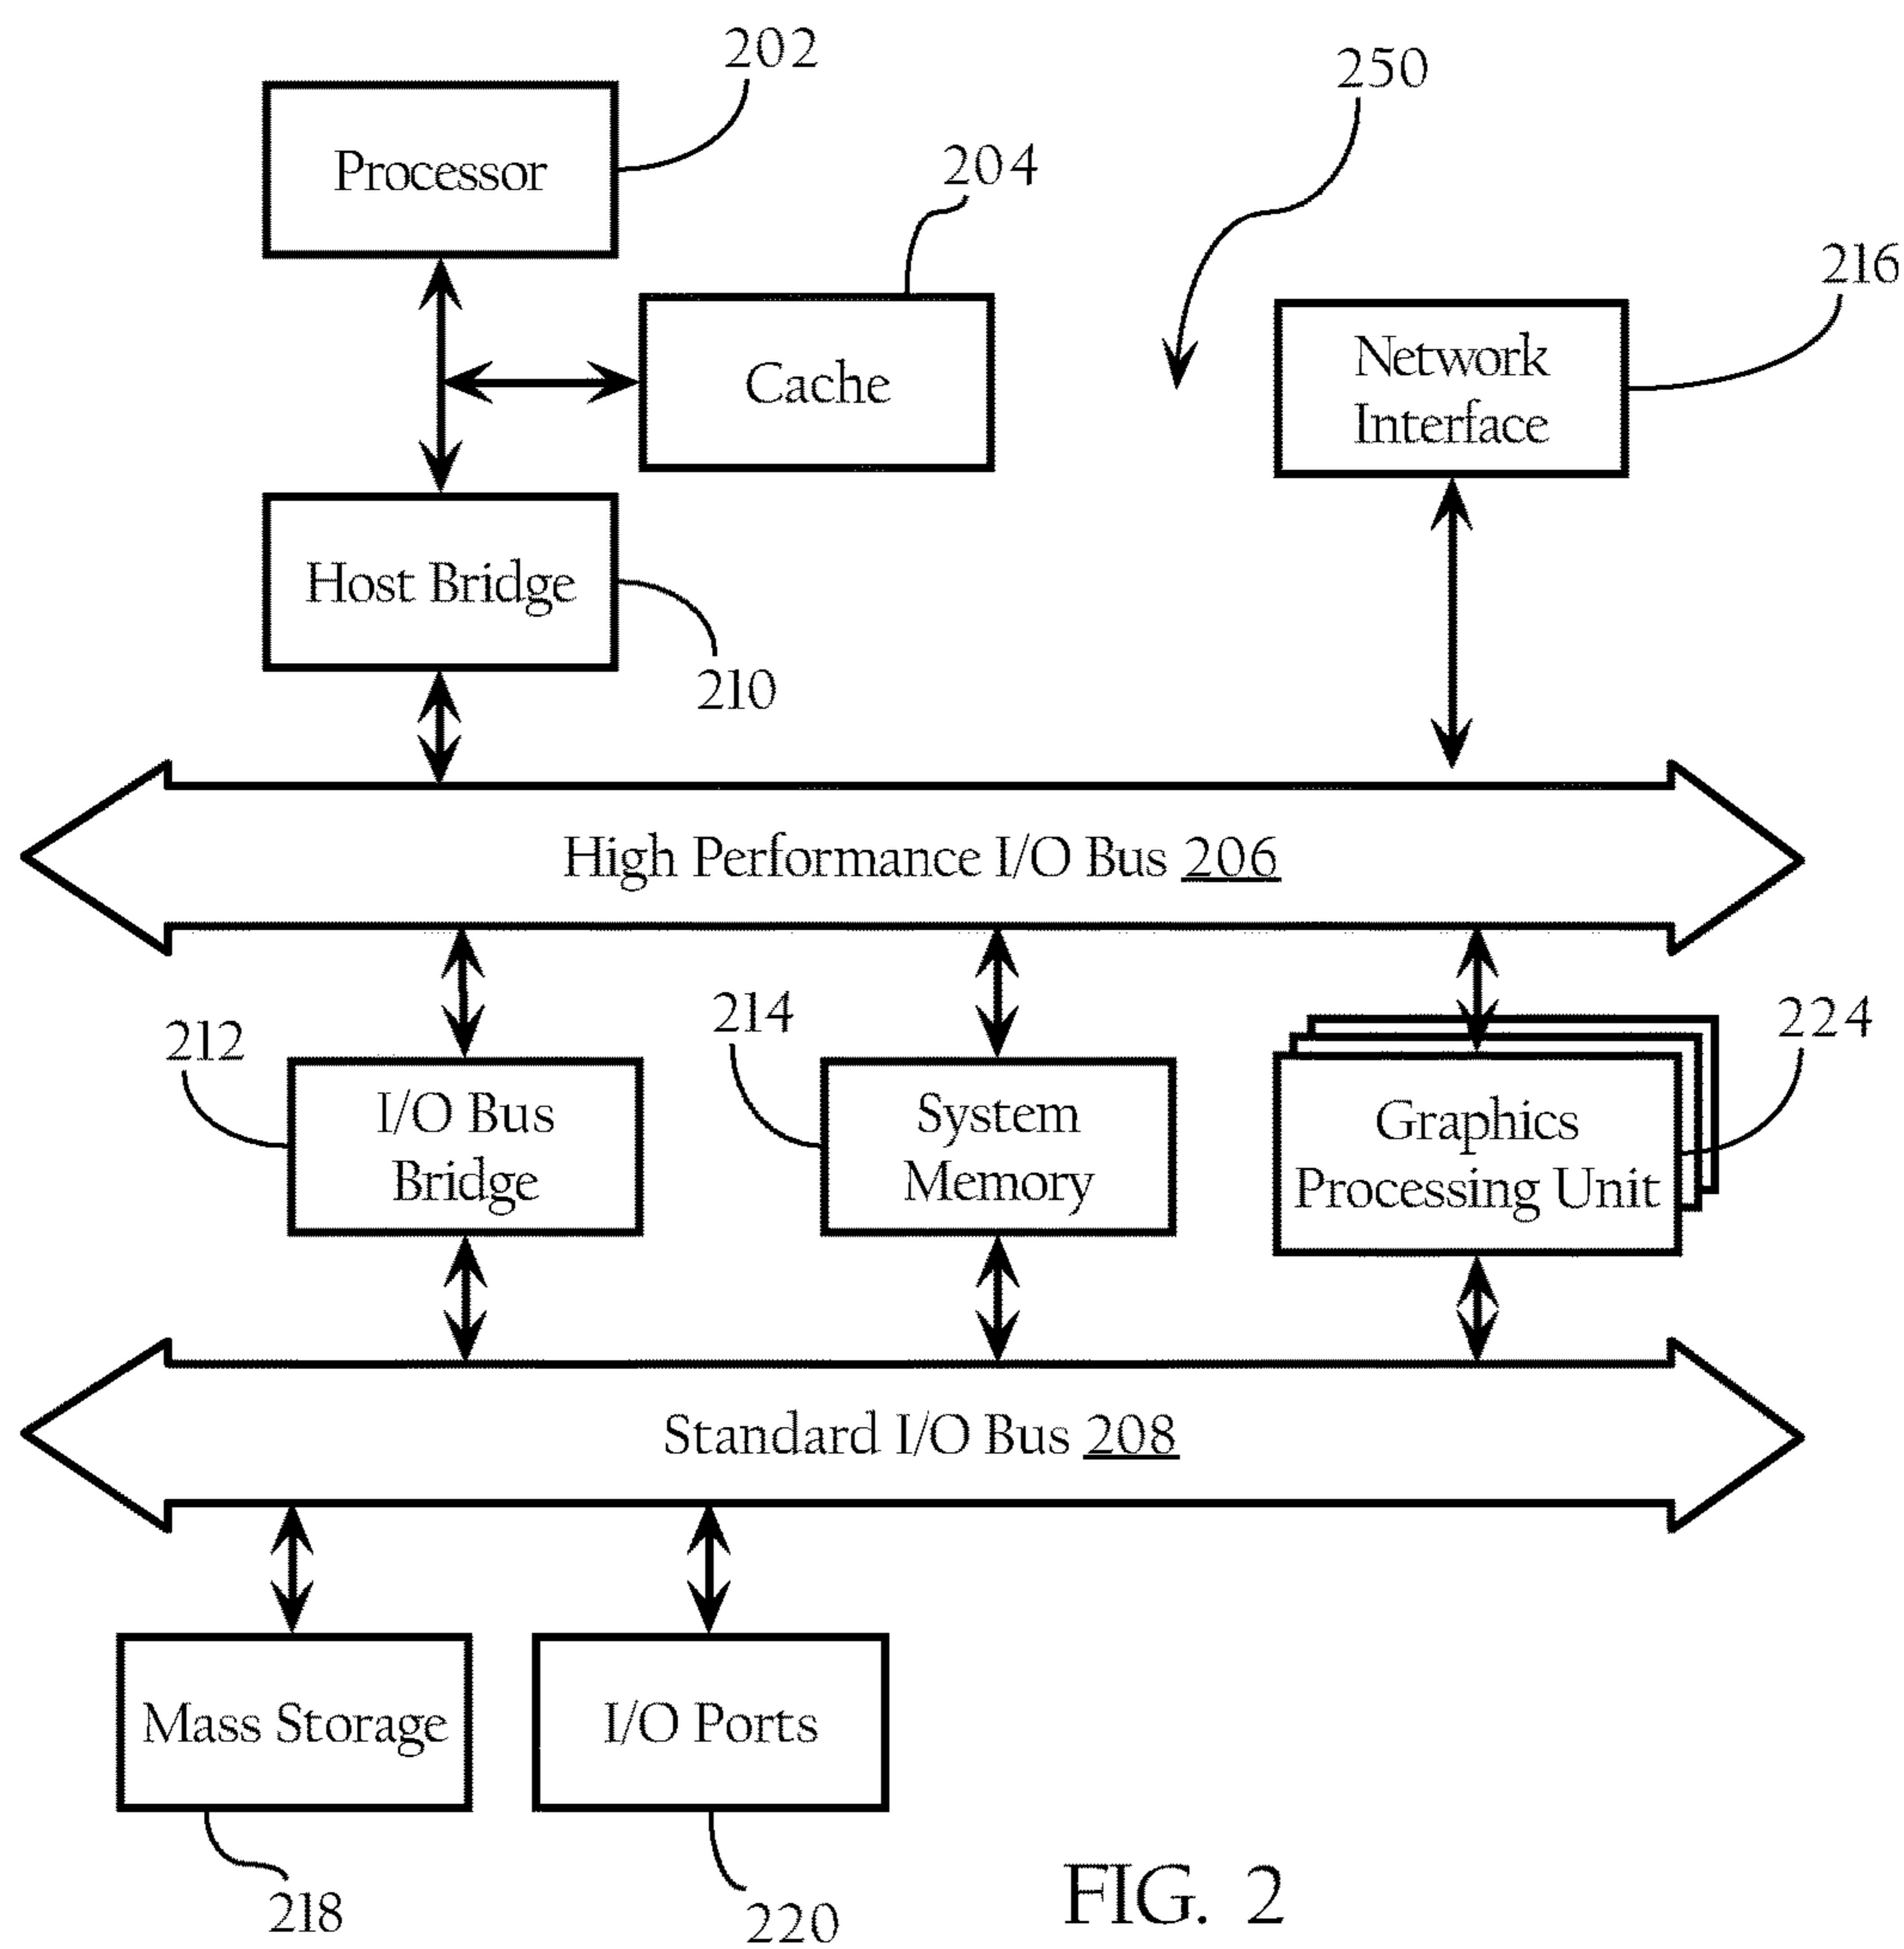 202
250
Processor
204
216
Cache
Network
Interface
Host Bridge
210
High Performance I/O Bus 206
212
214
224
I/O Bus
Bridge
System
Memory
Graphics
Processing Unit
Standard I/O Bus 208
Mass Storage
I/O Ports
218
220
FIG. 2